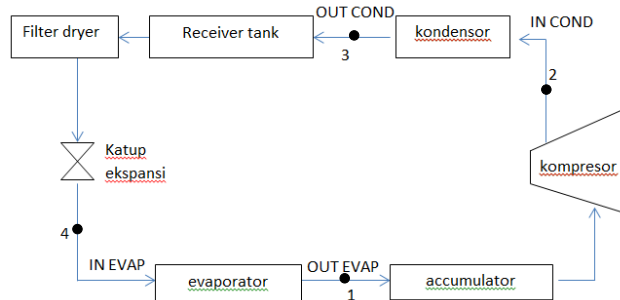 OUT COND
IN COND
Filter dryer
Receiver tank
kondensor
3
2
Katup
ekspansi
kompresor
4
IN EVAP
OUT EVAP
evaporator
accumulator
1